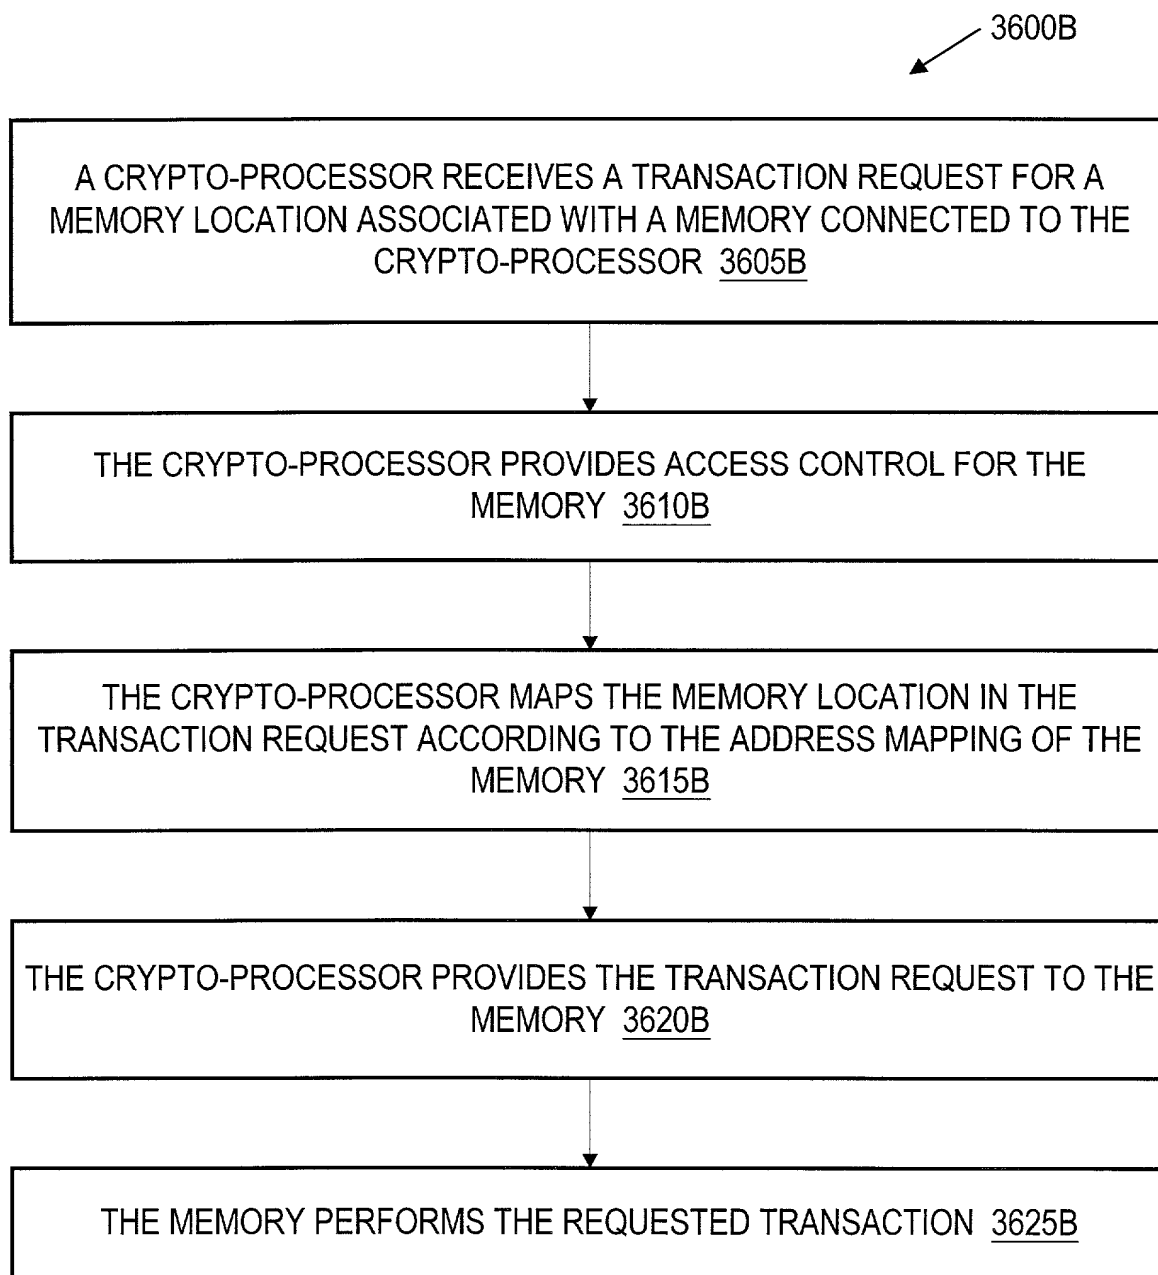 3600B
A CRYPTO-PROCESSOR RECEIVES A TRANSACTION REQUEST FOR A
MEMORY LOCATION ASSOCIATED WITH A MEMORY CONNECTED TO THE
CRYPTO-PROCESSOR 3605B
THE CRYPTO-PROCESSOR PROVIDES ACCESS CONTROL FOR THE
MEMORY 3610B
THE CRYPTO-PROCESSOR MAPS THE MEMORY LOCATION IN THE
TRANSACTION REQUEST ACCORDING TO THE ADDRESS MAPPING OF THE
MEMORY 3615B
THE CRYPTO-PROCESSOR PROVIDES THE TRANSACTION REQUEST TO THE
MEMORY 3620B
THE MEMORY PERFORMS THE REQUESTED TRANSACTION 3625B